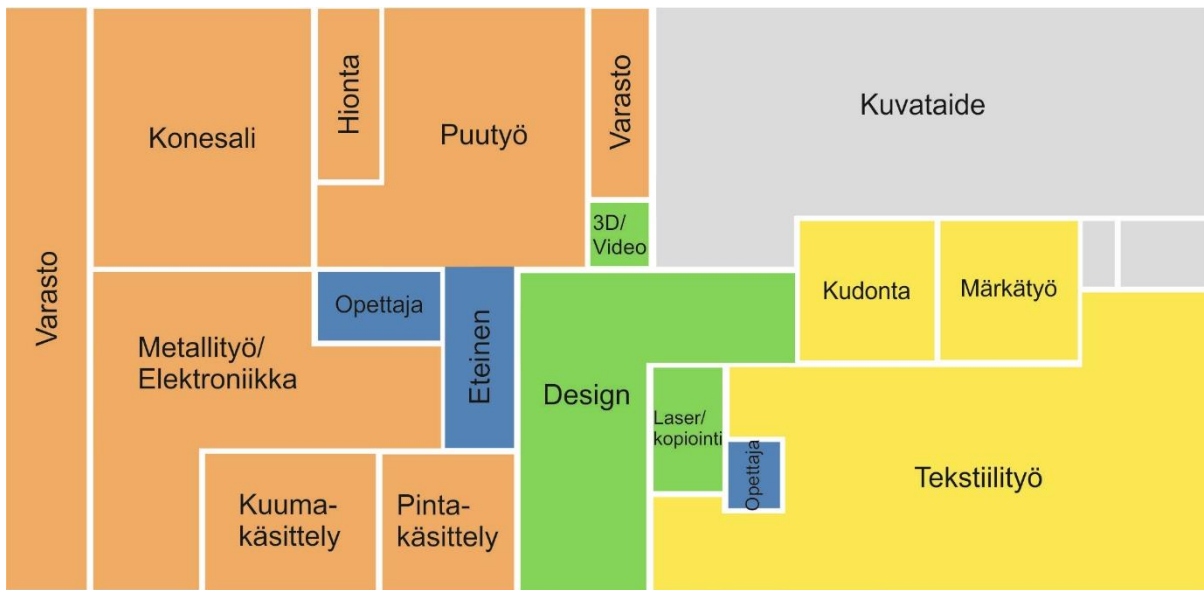 Varasto
Konesali
Hionta
Puutyö
Varasto
Kuvataide
3D/
Video
Opettaja
Eteinen
Metallityö/
Elektroniikka
Kuuma-
käsittely
Pinta-
käsittely
Design
Laser/
kopiointi
Opettaja
Kudonta
Märkätyö
Tekstiilityö